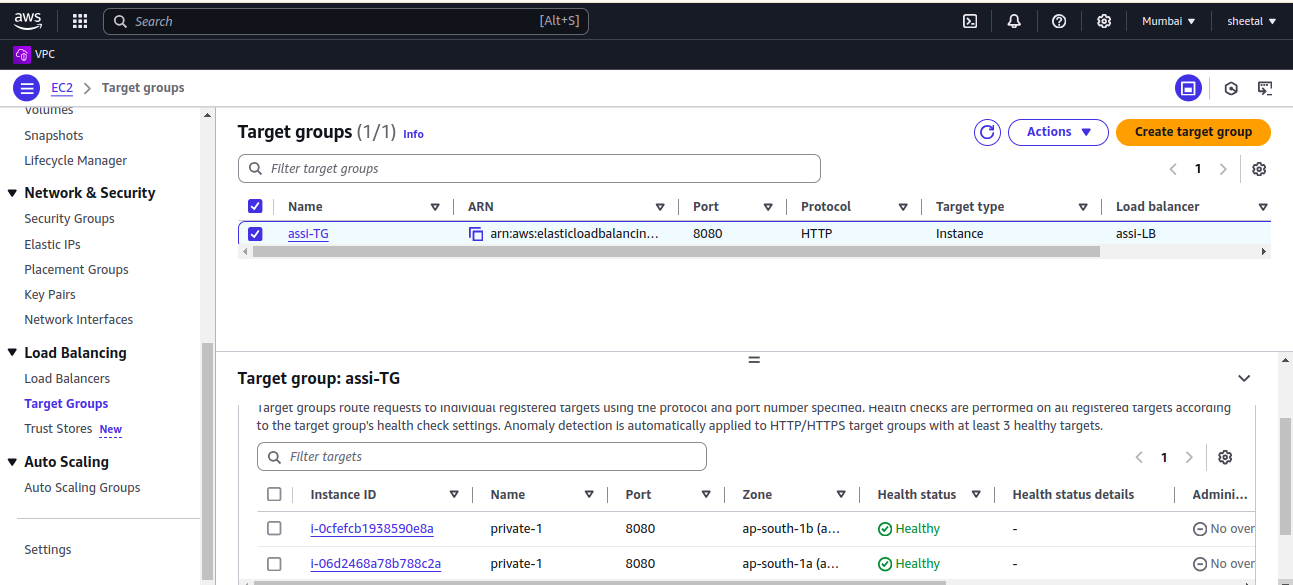 aws Search [Alt+S] Mumbai ▼ sheetal ▼
VPC
EC2 > Target groups
Volumes
Snapshots
Lifecycle Manager
Network & Security
Security Groups
Elastic IPs
Placement Groups
Key Pairs
Network Interfaces
Load Balancing
Load Balancers
Target Groups
Trust Stores New
Auto Scaling
Auto Scaling Groups
Settings
Target groups (1/1) Info
Actions ▼ Create target group
Filter target groups
1
Name ARN Port Protocol Target type Load balancer
assi-TG arn:aws:elasticloadbalancin... 8080 HTTP Instance assi-LB
Target group: assi-TG
Target groups route requests to individual registered targets using the protocol and port number specified. Health checks are performed on all registered targets according
to the target group's health check settings. Anomaly detection is automatically applied to HTTP/HTTPS target groups with at least 3 healthy targets.
Filter targets
1
Instance ID Name Port Zone Health status Health status details Admini...
i-0cfefcb1938590e8a private-1 8080 ap-south-1b (a... Healthy - No over
i-06d2468a78b788c2a private-1 8080 ap-south-1a (a... Healthy - No over